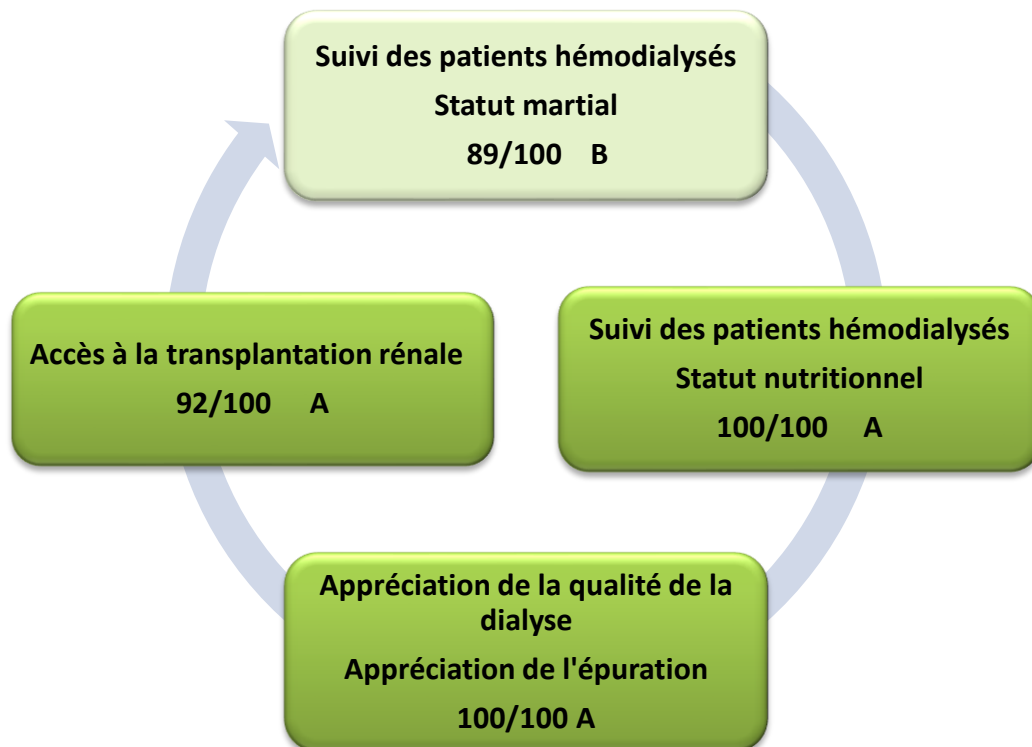 Suivi des patients hémodialysés
Statut martial
89/100 B
Suivi des patients hémodialysés
Statut nutritionnel
100/100 A
Appréciation de la qualité de la
dialyse
Appréciation de l'épuration
100/100 A
Accès à la transplantation rénale
92/100 A